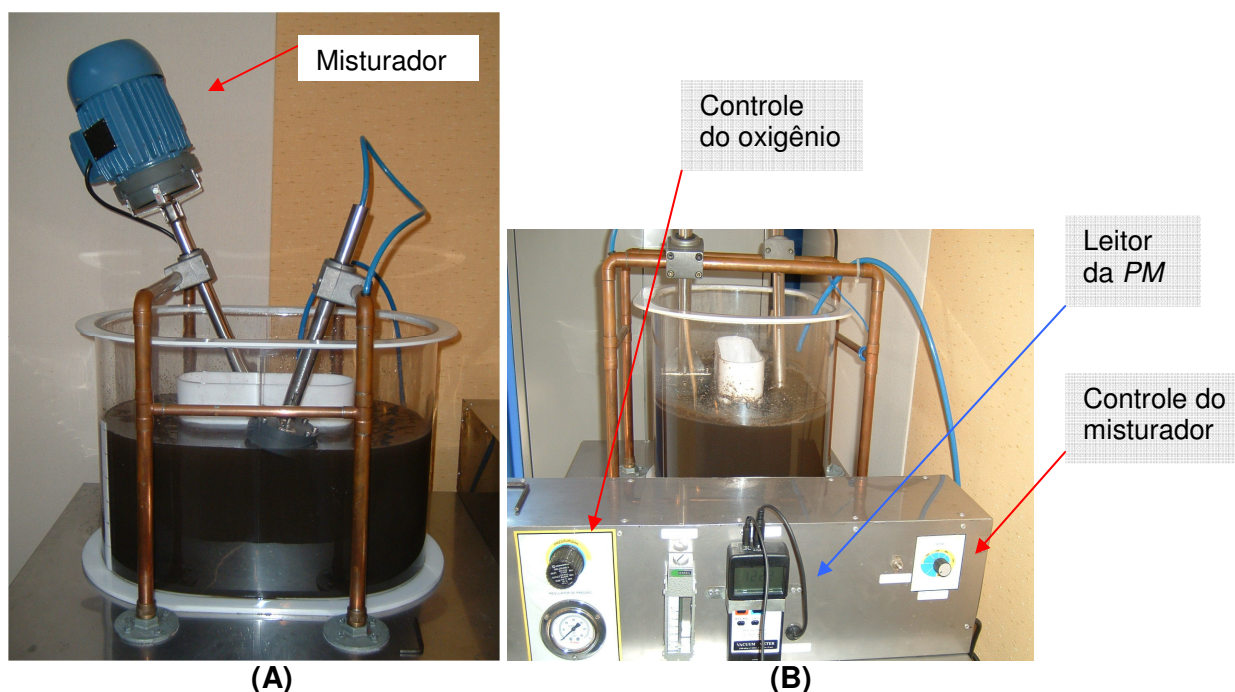 Misturador
Controle
do oxigênio
Leitor
da PM
Controle do
misturador
VACUUM METER
(A)
(B)